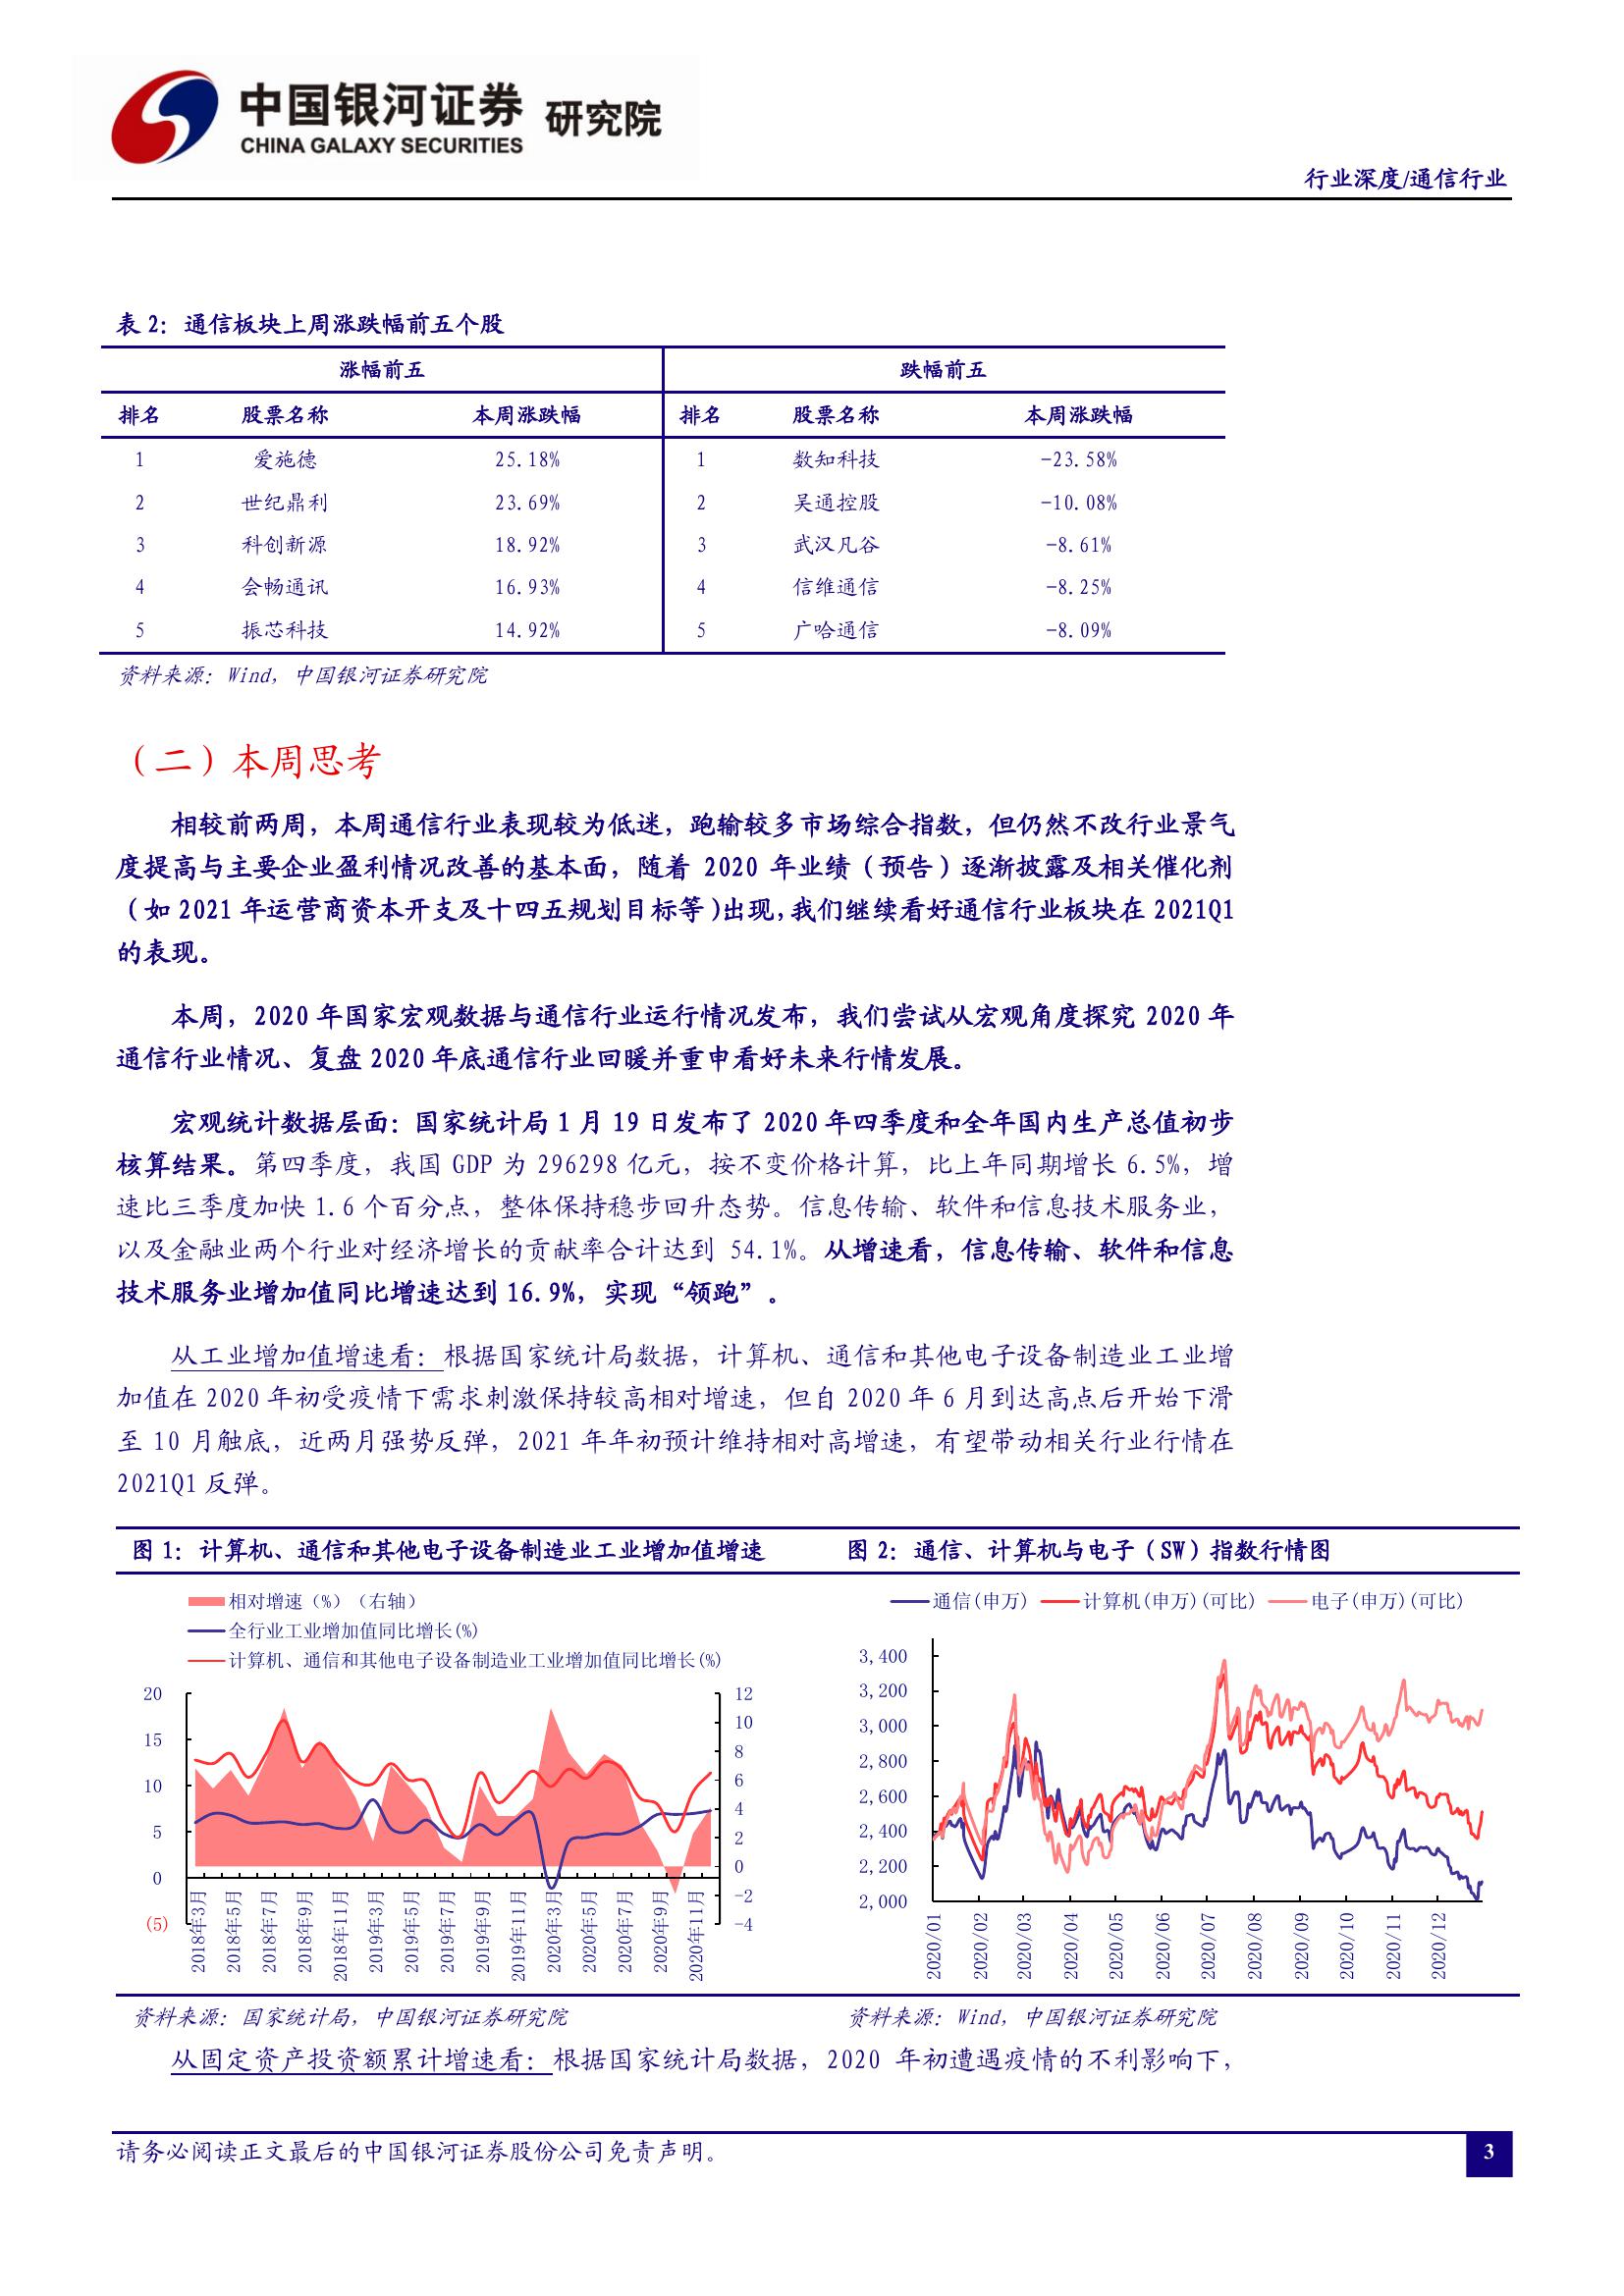 中国银河证券 研究院
CHINA GALAXY SECURITIES
行业深度/通信行业
表 2：通信板块上周涨跌幅前五个股
涨幅前五 跌幅前五
排名 股票名称 本周涨跌幅 排名 股票名称 本周涨跌幅
1 爱施德 25.18% 1 数知科技 -23.58%
2 世纪鼎利 23.69% 2 吴通控股 -10.08%
3 科创新源 18.92% 3 武汉凡谷 -8.61%
4 会畅通讯 16.93% 4 信维通信 -8.25%
5 振芯科技 14.92% 5 广哈通信 -8.09%
资料来源：Wind，中国银河证券研究院
（二）本周思考
相较前两周，本周通信行业表现较为低迷，跑输较多市场综合指数，但仍然不改行业景气
度提高与主要企业盈利情况改善的基本面，随着 2020 年业绩（预告）逐渐披露及相关催化剂
（如 2021 年运营商资本开支及十四五规划目标等）出现，我们继续看好通信行业板块在 2021Q1
的表现。
本周，2020 年国家宏观数据与通信行业运行情况发布，我们尝试从宏观角度探究 2020 年
通信行业情况、复盘 2020 年底通信行业回暖并重申看好未来行情发展。
宏观统计数据层面：国家统计局 1 月 19 日发布了 2020 年四季度和全年国内生产总值初步
核算结果。第四季度，我国 GDP 为 296298 亿元，按不变价格计算，比上年同期增长 6.5%，增
速比三季度加快 1.6 个百分点，整体保持稳步回升态势。信息传输、软件和信息技术服务业，
以及金融业两个行业对经济增长的贡献率合计达到 54.1%。从增速看，信息传输、软件和信息
技术服务业增加值同比增速达到 16.9%，实现“领跑”。
从工业增加值增速看：根据国家统计局数据，计算机、通信和其他电子设备制造业工业增
加值在 2020 年初受疫情下需求刺激保持较高相对增速，但自 2020 年 6 月到达高点后开始下滑
至 10 月触底，近两月强势反弹，2021 年年初预计维持相对高增速，有望带动相关行业行情在
2021Q1 反弹。
图 1：计算机、通信和其他电子设备制造业工业增加值增速
相对增速（%）（右轴）
全行业工业增加值同比增长(%)
计算机、通信和其他电子设备制造业工业增加值同比增长(%)
20
15
10
5
0
(5)
12
10
8
6
4
2
0
-2
-4
2018年3月
2018年5月
2018年7月
2018年9月
2018年11月
2019年3月
2019年5月
2019年7月
2019年9月
2019年11月
2020年3月
2020年5月
2020年7月
2020年9月
2020年11月
资料来源：国家统计局，中国银河证券研究院
图 2：通信、计算机与电子（SW）指数行情图
通信(申万) 计算机(申万)(可比) 电子(申万)(可比)
3,400
3,200
3,000
2,800
2,600
2,400
2,200
2,000
2020/01
2020/02
2020/03
2020/04
2020/05
2020/06
2020/07
2020/08
2020/09
2020/10
2020/11
2020/12
资料来源：Wind，中国银河证券研究院
从固定资产投资额累计增速看：根据国家统计局数据，2020 年初遭遇疫情的不利影响下，
请务必阅读正文最后的中国银河证券股份公司免责声明。
3